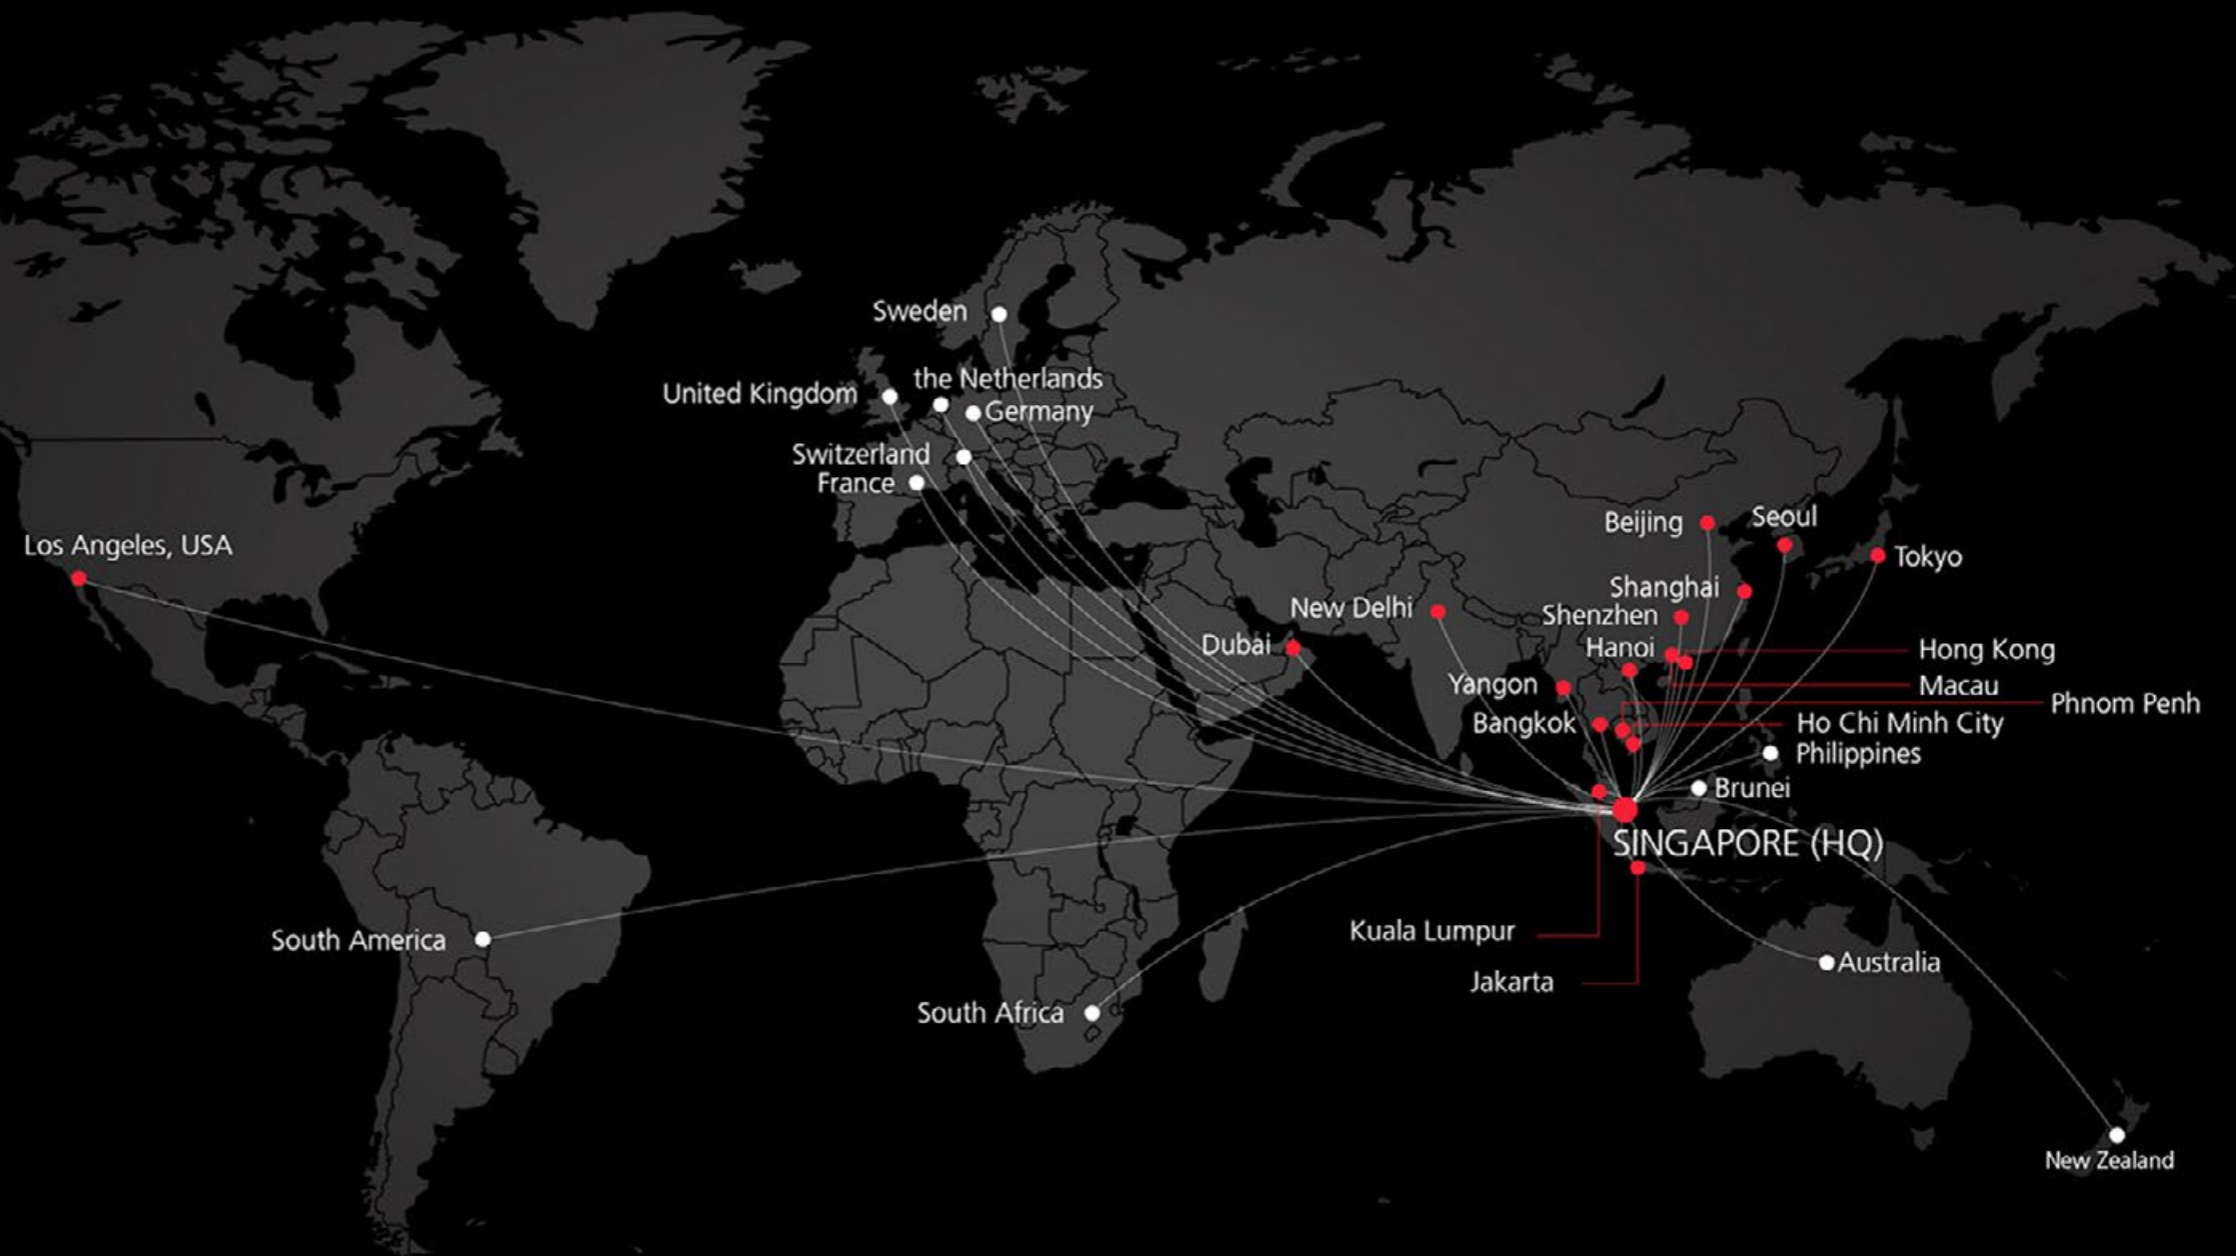 Sweden
the Netherlands
United Kingdom
Germany
Switzerland
France
Beijing
Seoul
Los Angeles, USA
Tokyo
Shanghai
New Delhi
Shenzhen
Dubai
Hanoi
Hong Kong
Yangon
Macau
Phnom Penh
Bangkok
Ho Chi Minh City
Philippines
Brunei
SINGAPORE (HQ)
Kuala Lumpur
South America
Australia
Jakarta
South Africa
New Zealand